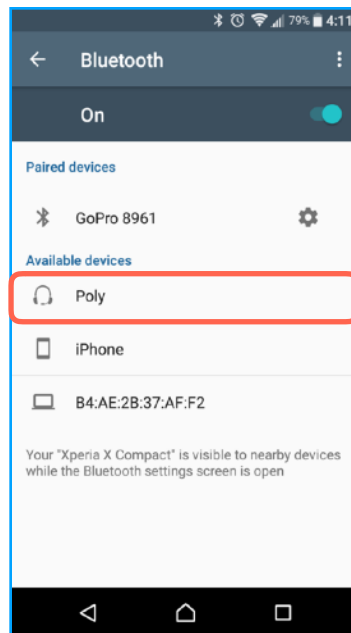 79% 4:11
Bluetooth
On
Paired devices
GoPro 8961
Available devices
Poly
iPhone
B4:AE:2B:37:AF:F2
Your "Xperia X Compact" is visible to nearby devices
while the Bluetooth settings screen is open